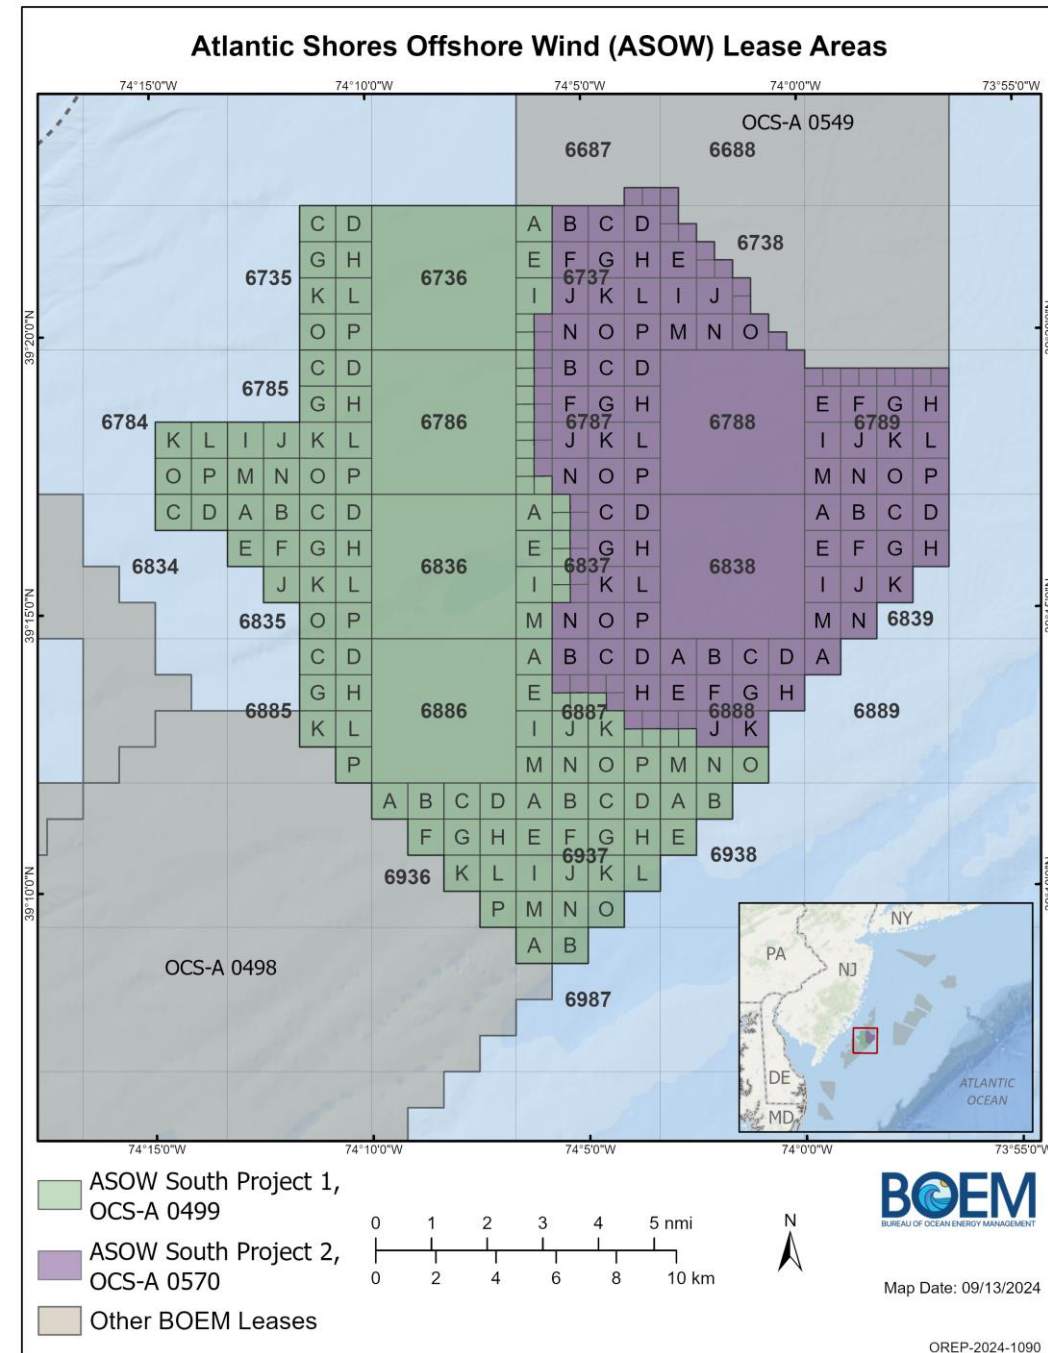 Atlantic Shores Offshore Wind (ASOW) Lease Areas
74°15'0"W 74°10'0"W 74°5'0"W 74°0'0"W 73°55'0"W
OCS-A 0549
6687 6688
C D A B C D
6738
G H E F G H E
6735 6736 6737
K L I J K L I J
O P N O P M N O
39°20'0"N
C D B C D
6785
G H F G H E F G H
6784 6786 6787 6788 6789
K L I J K L J K L I J K L
O P M N O P N O P M N O P
C D A B C D A C D A B C D
E F G H E G H E F G H
6834 6836 6837 6838
J K L I K L I J K
39°15'0"N
6835 O P M N O P M N 6839
C D A B C D A B C D A
G H E H E F G H
6885 6886 6887 6888 6889
K L I J K J K
P M N O P M N O
A B C D A B C D A B
F G H E F G H E
6937 6938
6936 K L I J K L
39°10'0"N
P M N O
A B
OCS-A 0498
6987
NY
PA
NJ
DE
MD
ATLANTIC
OCEAN
74°15'0"W 74°10'0"W 74°5'0"W 74°0'0"W 73°55'0"W
ASOW South Project 1,
OCS-A 0499
ASOW South Project 2,
OCS-A 0570
Other BOEM Leases
0 1 2 3 4 5 nmi
0 2 4 6 8 10 km
N
BOEM
BUREAU OF OCEAN ENERGY MANAGEMENT
Map Date: 09/13/2024
OREP-2024-1090